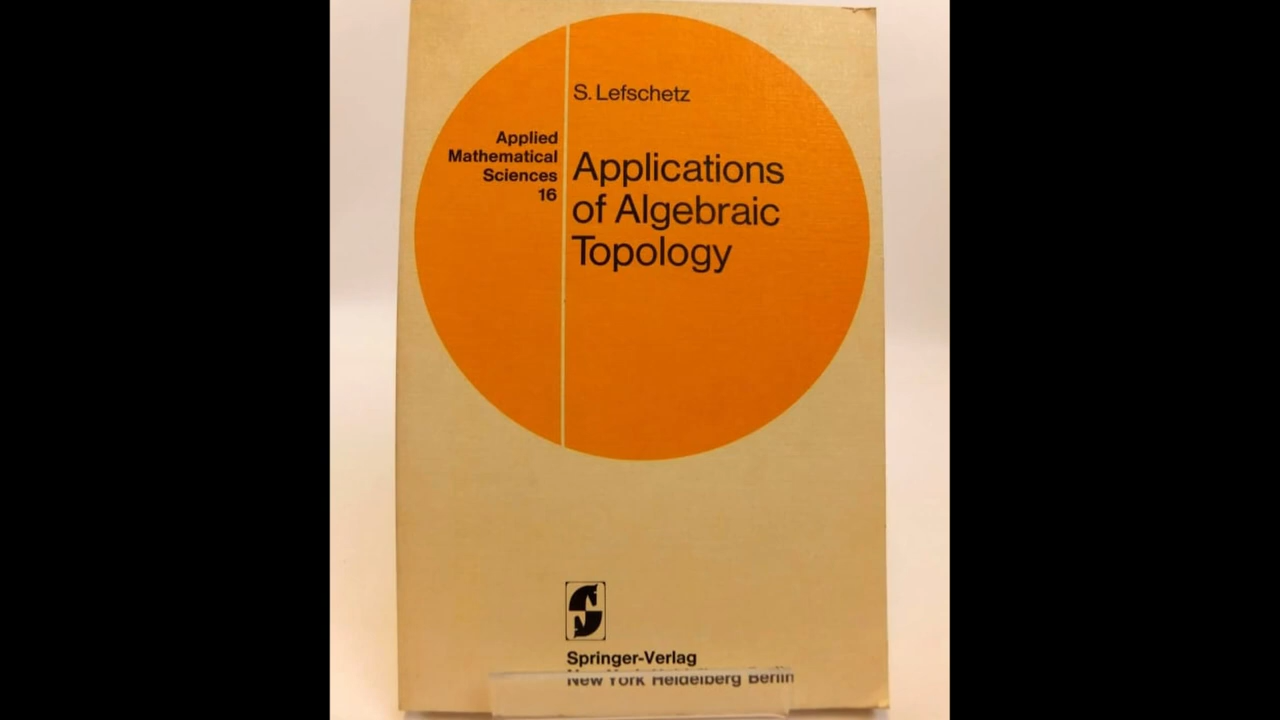 S. Lefschetz
Applied
Mathematical
Sciences
16
Applications
of Algebraic
Topology
Springer-Verlag
New York Heidelberg Berlin